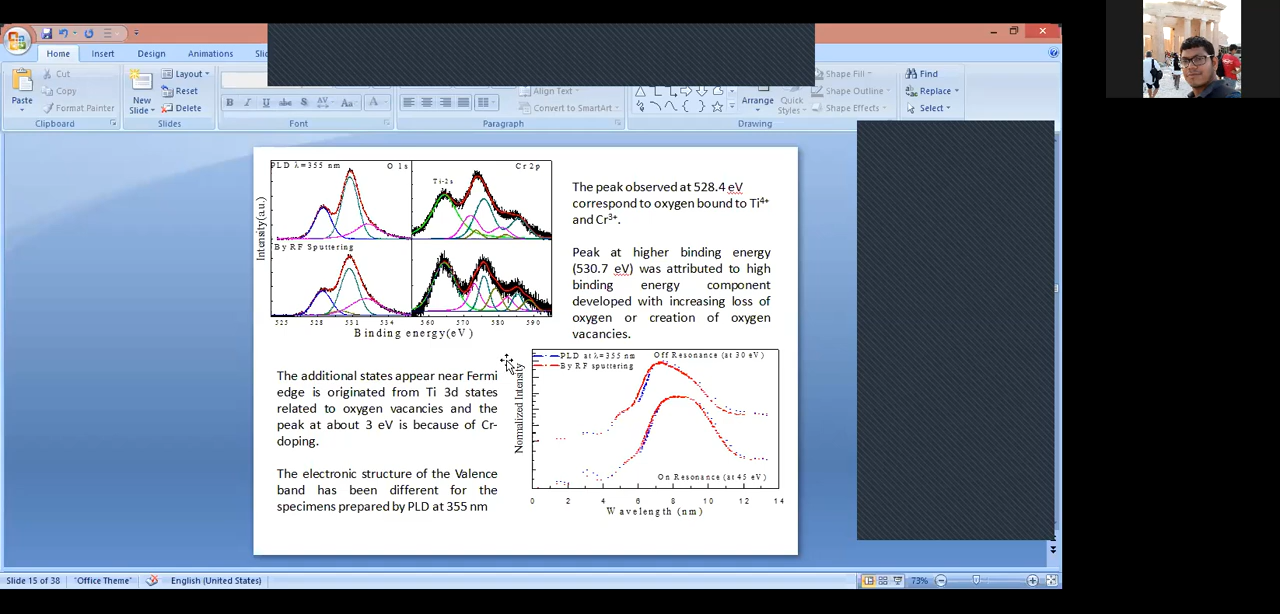 Home
Insert
Design
Animations
Cut
Copy
Format Painter
Paste
Clipboard
New
Slide
Layout
Reset
Delete
Slides
B I U abc S AV Aa A
Font
Align Text
Convert to SmartArt
Paragraph
Arrange
Quick
Styles
Shape Fill
Shape Outline
Shape Effects
Drawing
Find
Replace
Select
PLD λ=355 nm
O 1s
Cr 2p
Ti-2s
By RF Sputtering
Intensity(a.u.)
525 528 531 534 560 570 580 590
Binding energy(eV)
The peak observed at 528.4 eV
correspond to oxygen bound to Ti4+
and Cr3+.
Peak at higher binding energy
(530.7 eV) was attributed to high
binding energy component
developed with increasing loss of
oxygen or creation of oxygen
vacancies.
The additional states appear near Fermi
edge is originated from Ti 3d states
related to oxygen vacancies and the
peak at about 3 eV is because of Cr-
doping.
The electronic structure of the Valence
band has been different for the
specimens prepared by PLD at 355 nm
PLD at λ=355 nm
By RF sputtering
Off Resonance (at 30 eV)
On Resonance (at 45 eV)
Normalized Intensity
0 2 4 6 8 10 12 14
Wavelength (nm)
Slide 15 of 38
"Office Theme"
English (United States)
73%